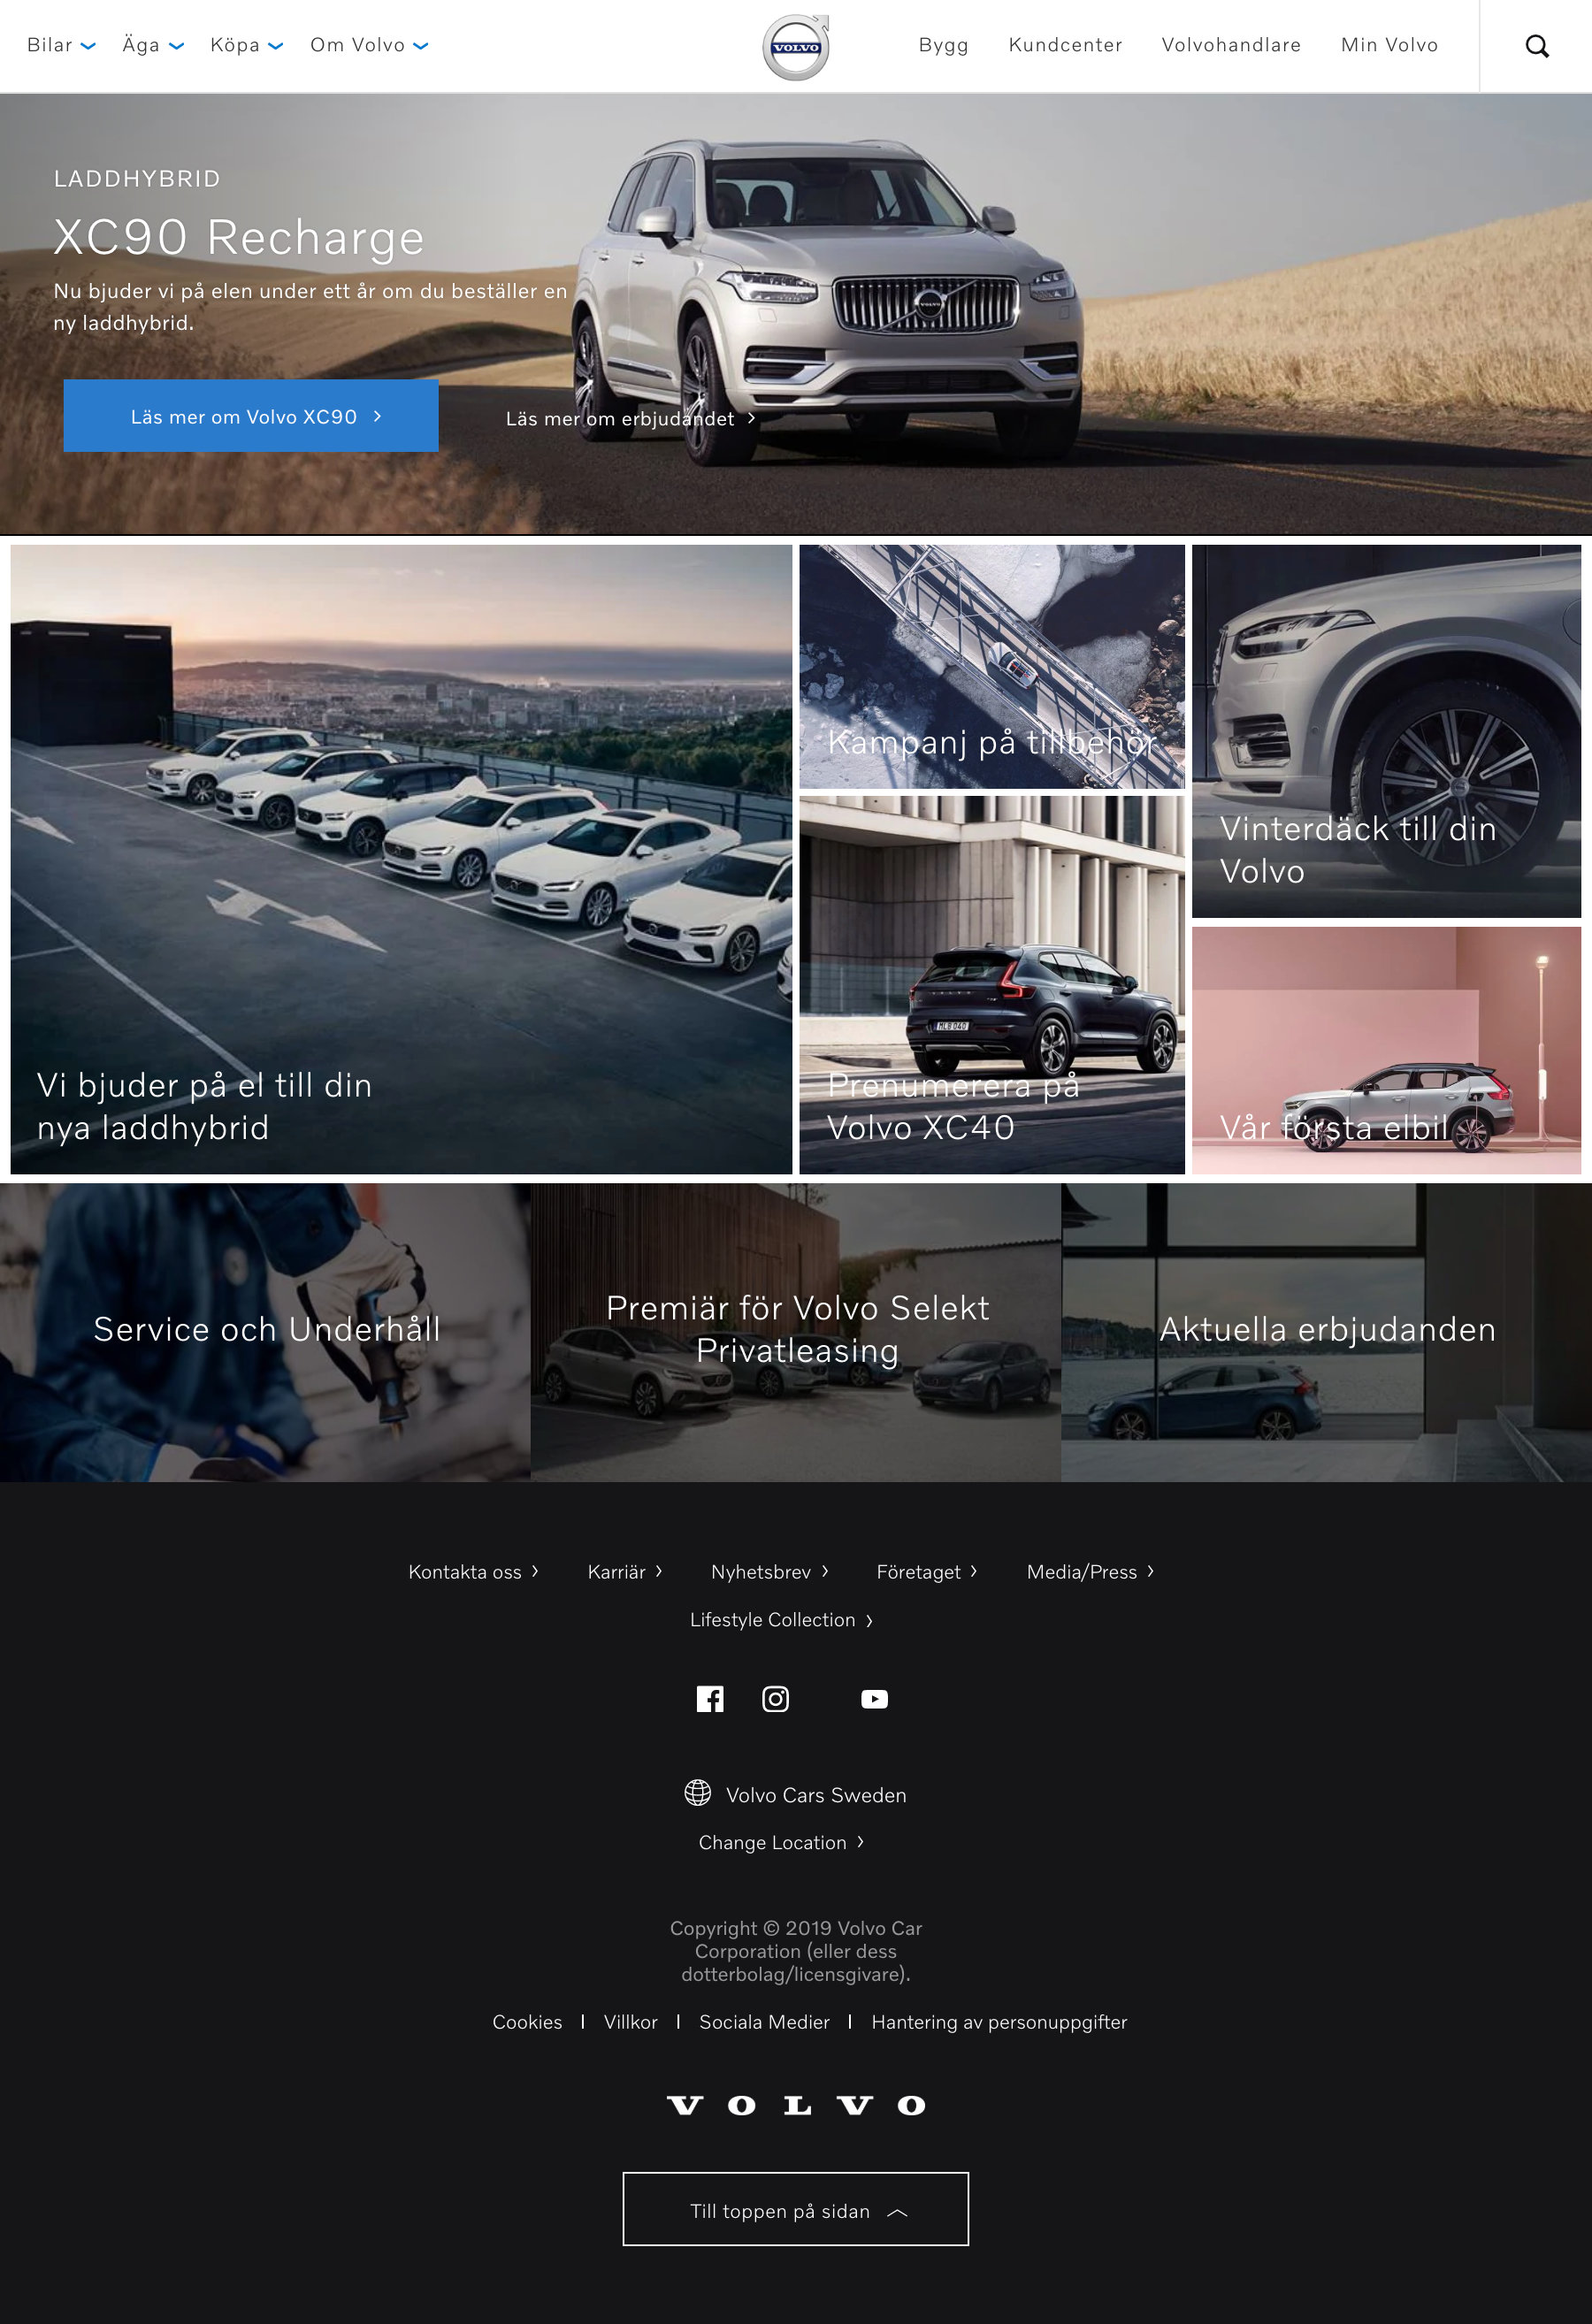 Bilar
Äga
Köpa
Om Volvo
VOLVO
Bygg
Kundcenter
Volvohandlare
Min Volvo
LADDHYBRID
XC90 Recharge
Nu bjuder vi på elen under ett år om du beställer en
ny laddhybrid.
Läs mer om Volvo XC90
Läs mer om erbjudandet
VOLVO
Kampanj på tillbehör
Vinterdäck till din
Volvo
MLB 040
Vi bjuder på el till din
nya laddhybrid
Prenumerera på
Volvo XC40
Vår första elbil
Service och Underhåll
Premiär för Volvo Selekt
Privatleasing
Aktuella erbjudanden
Kontakta oss
Karriär
Nyhetsbrev
Företaget
Media/Press
Lifestyle Collection
Volvo Cars Sweden
Change Location
Copyright © 2019 Volvo Car
Corporation (eller dess
dotterbolag/licensgivare).
Cookies
Villkor
Sociala Medier
Hantering av personuppgifter
VOLVO
Till toppen på sidan